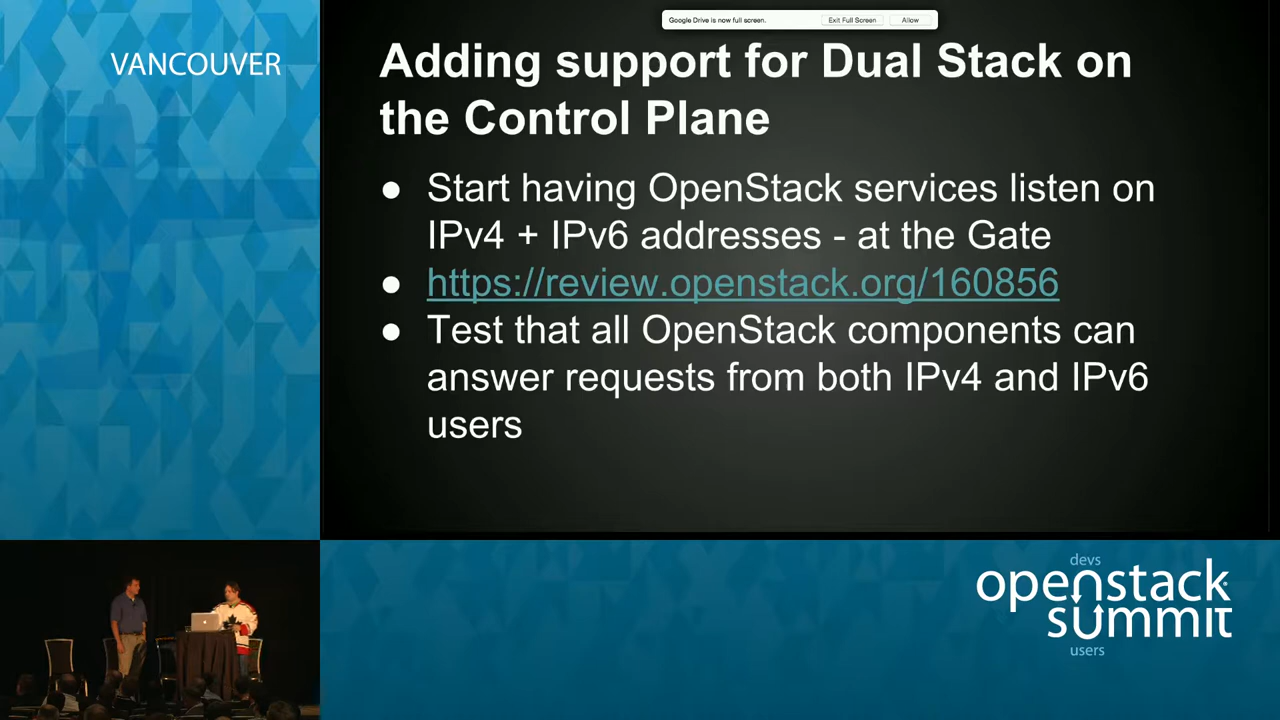 VANCOUVER
Google Drive is now full screen.
Exit Full Screen
Allow
Adding support for Dual Stack on
the Control Plane
● Start having OpenStack services listen on
IPv4 + IPv6 addresses - at the Gate
● https://review.openstack.org/160856
● Test that all OpenStack components can
answer requests from both IPv4 and IPv6
users
devs
openstack
summit
users